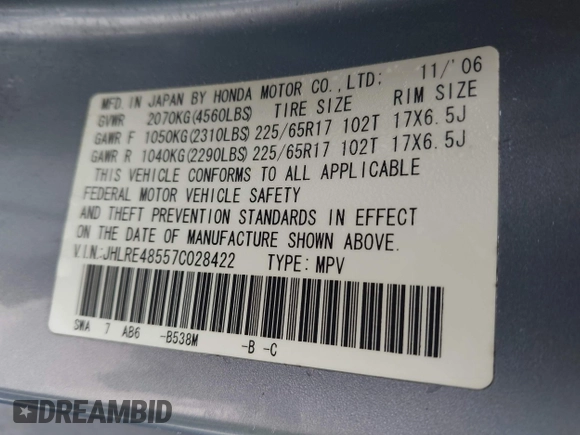 MFD. IN JAPAN BY HONDA MOTOR CO.,LTD: 11/'06
GVWR 2070KG(4560LBS) TIRE SIZE RIM SIZE
GAWR F 1050KG(2310LBS) 225/65R17 102T 17X6.5J
GAWR R 1040KG(2290LBS) 225/65R17 102T 17X6.5J
THIS VEHICLE CONFORMS TO ALL APPLICABLE
FEDERAL MOTOR VEHICLE SAFETY
AND THEFT PREVENTION STANDARDS IN EFFECT
ON THE DATE OF MANUFACTURE SHOWN ABOVE.
V.I.N.:JHLRE48557C028422 TYPE: MPV
SWA 7 AB6 -B538M -B -C
DREAMBID